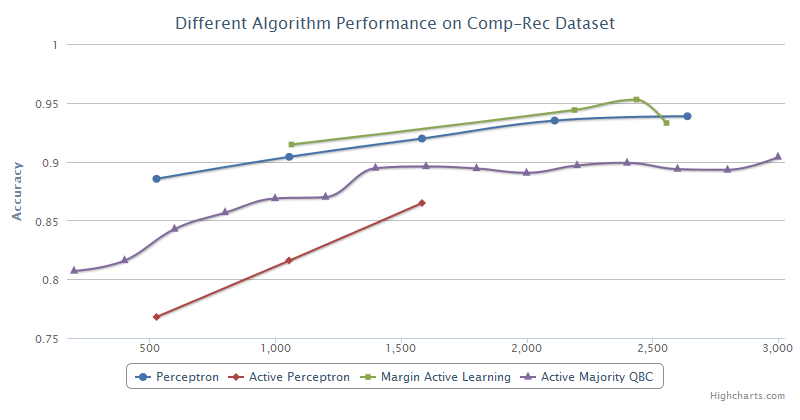 Different Algorithm Performance on Comp-Rec Dataset
1
0.95
0.9
0.85
0.8
0.75
Accuracy
500 1,000 1,500 2,000 2,500 3,000
Perceptron Active Perceptron Margin Active Learning Active Majority QBC
Highcharts.com